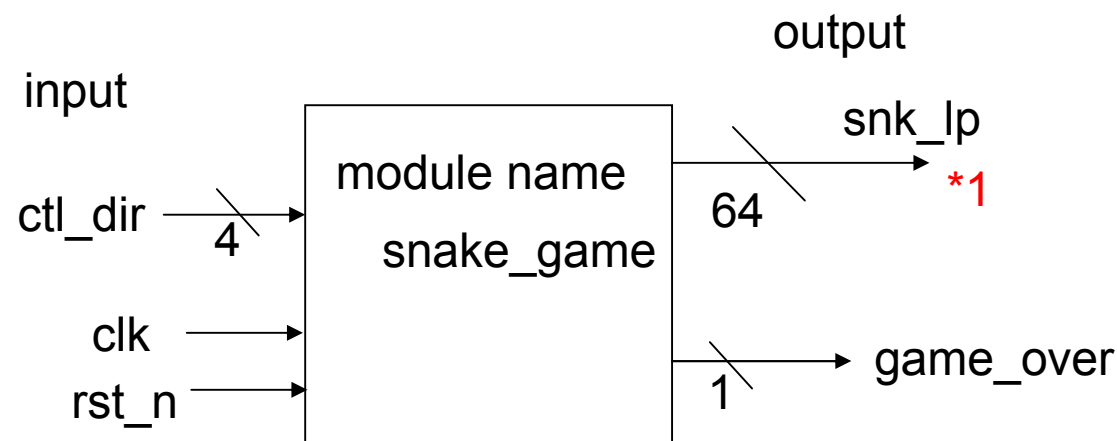 output
input
snk_lp
*1
module name
ctl_dir
4
64
snake_game
clk
rst_n
1
game_over